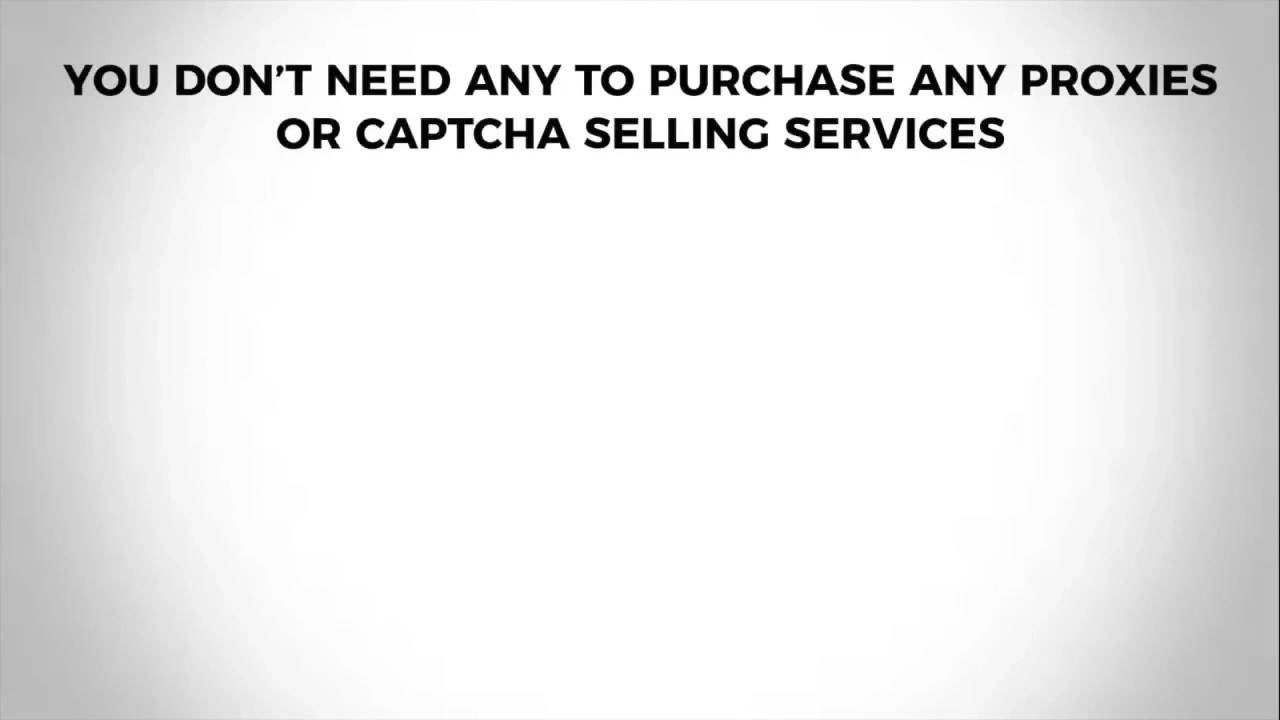 YOU DON’T NEED ANY TO PURCHASE ANY PROXIES
OR CAPTCHA SELLING SERVICES